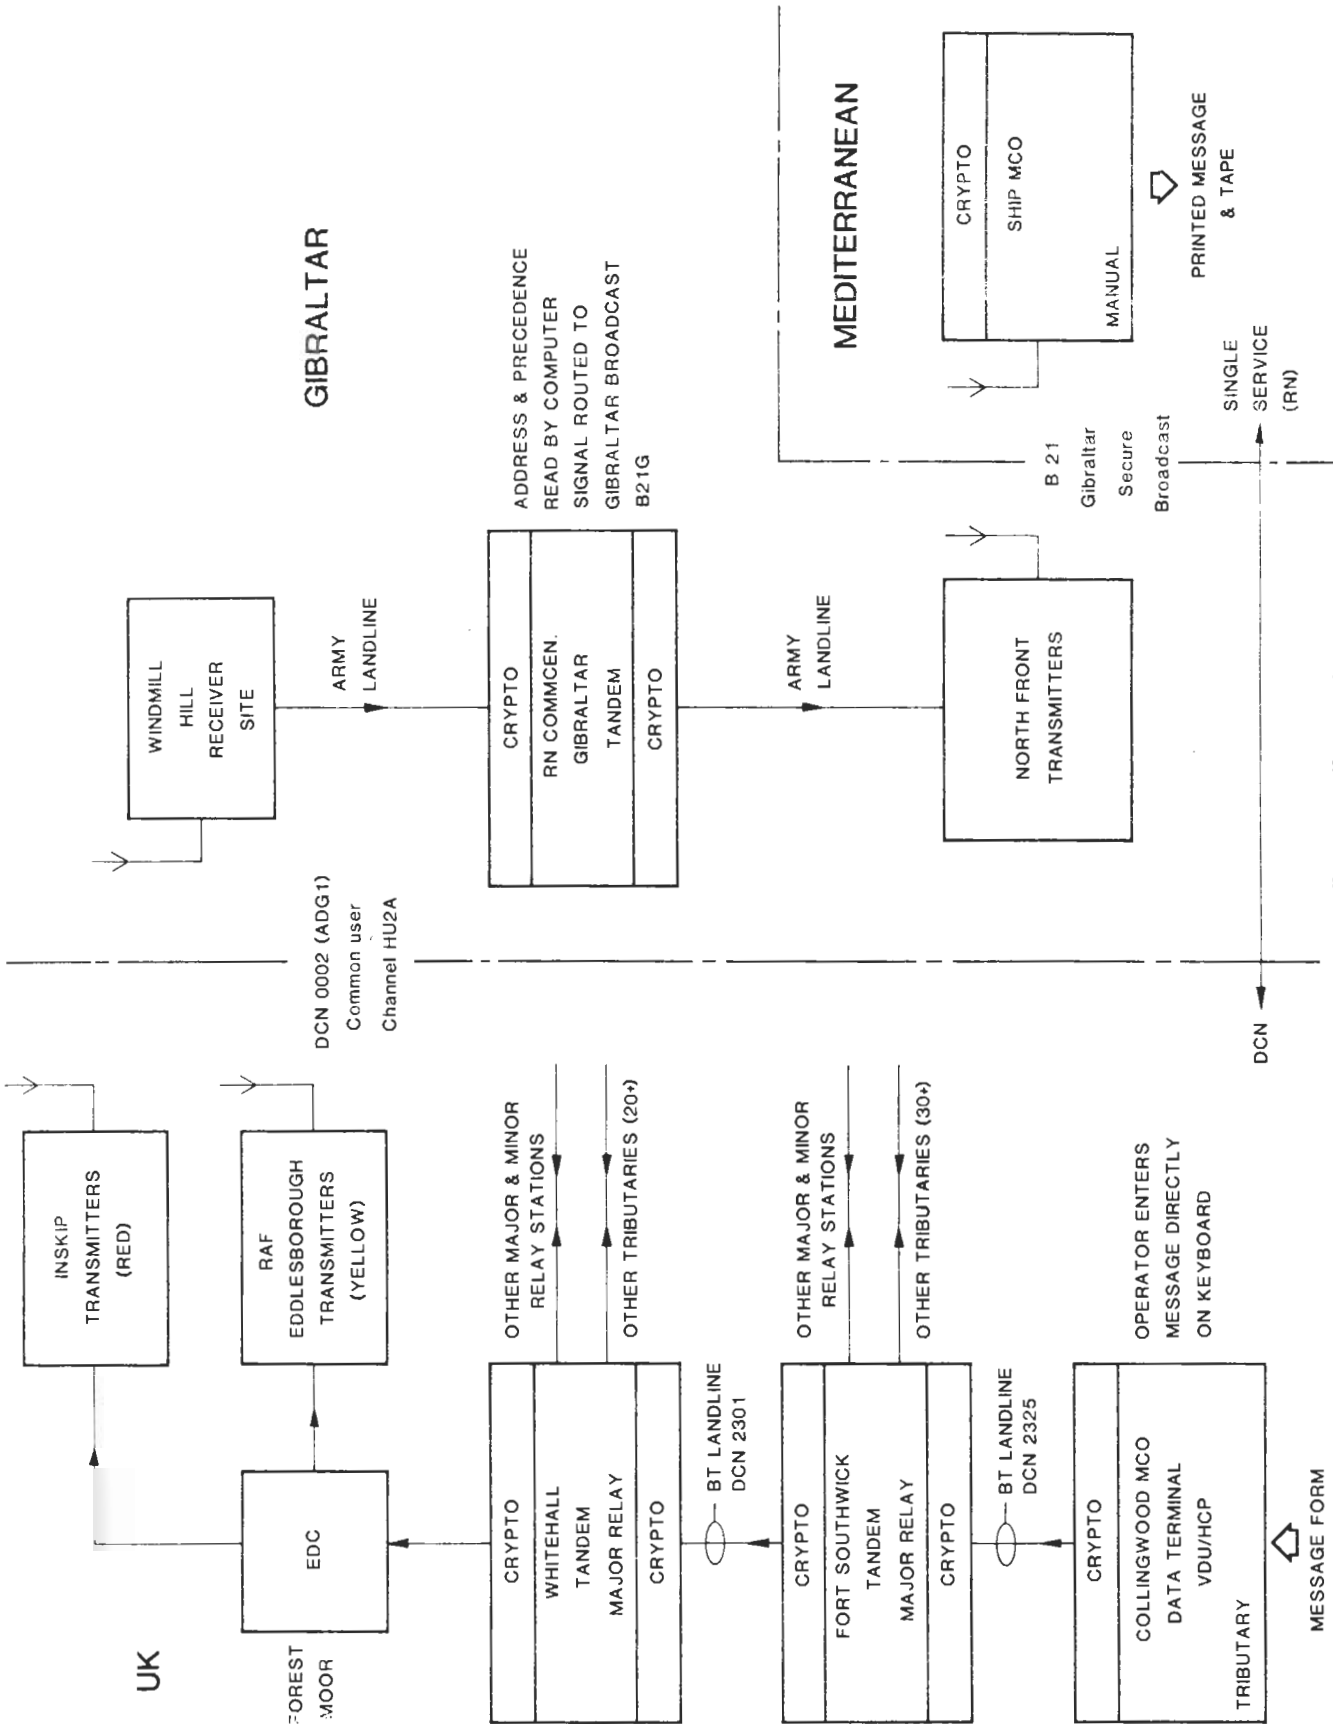 UK
FOREST
MOOR
EDC
INSKIP
TRANSMITTERS
(RED)
RAF
EDDLESBOROUGH
TRANSMITTERS
(YELLOW)
CRYPTO
WHITEHALL
TANDEM
MAJOR RELAY
CRYPTO
OTHER MAJOR & MINOR
RELAY STATIONS
OTHER TRIBUTARIES (20+)
BT LANDLINE
DCN 2301
CRYPTO
FORT SOUTHWICK
TANDEM
MAJOR RELAY
CRYPTO
OTHER MAJOR & MINOR
RELAY STATIONS
OTHER TRIBUTARIES (30+)
BT LANDLINE
DCN 2325
CRYPTO
COLLINGWOOD MCO
DATA TERMINAL
VDU/HCP
TRIBUTARY
OPERATOR ENTERS
MESSAGE DIRECTLY
ON KEYBOARD
MESSAGE FORM
DCN 0002 (ADG1)
Common user
Channel HU2A
GIBRALTAR
WINDMILL
HILL
RECEIVER
SITE
ARMY
LANDLINE
CRYPTO
RN COMMCEN.
GIBRALTAR
TANDEM
CRYPTO
ADDRESS & PRECEDENCE
READ BY COMPUTER
SIGNAL ROUTED TO
GIBRALTAR BROADCAST
B21G
ARMY
LANDLINE
NORTH FRONT
TRANSMITTERS
B 21
Gibraltar
Secure
Broadcast
MEDITERRANEAN
CRYPTO
SHIP MCO
MANUAL
PRINTED MESSAGE
& TAPE
DCN
SINGLE
SERVICE
(RN)